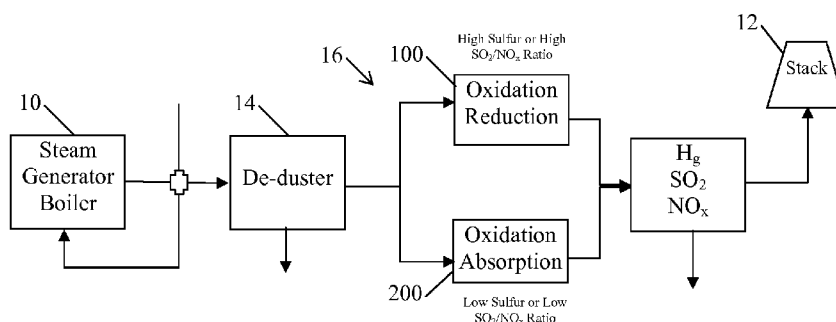 High Sulfur or High
SO₂/NOₓ Ratio
16
100
12
Stack
10
14
Oxidation
Reduction
Steam
Generator
Boiler
De-duster
Hg
SO₂
NOₓ
Oxidation
Absorption
200
Low Sulfur or Low
SO₂/NOₓ Ratio